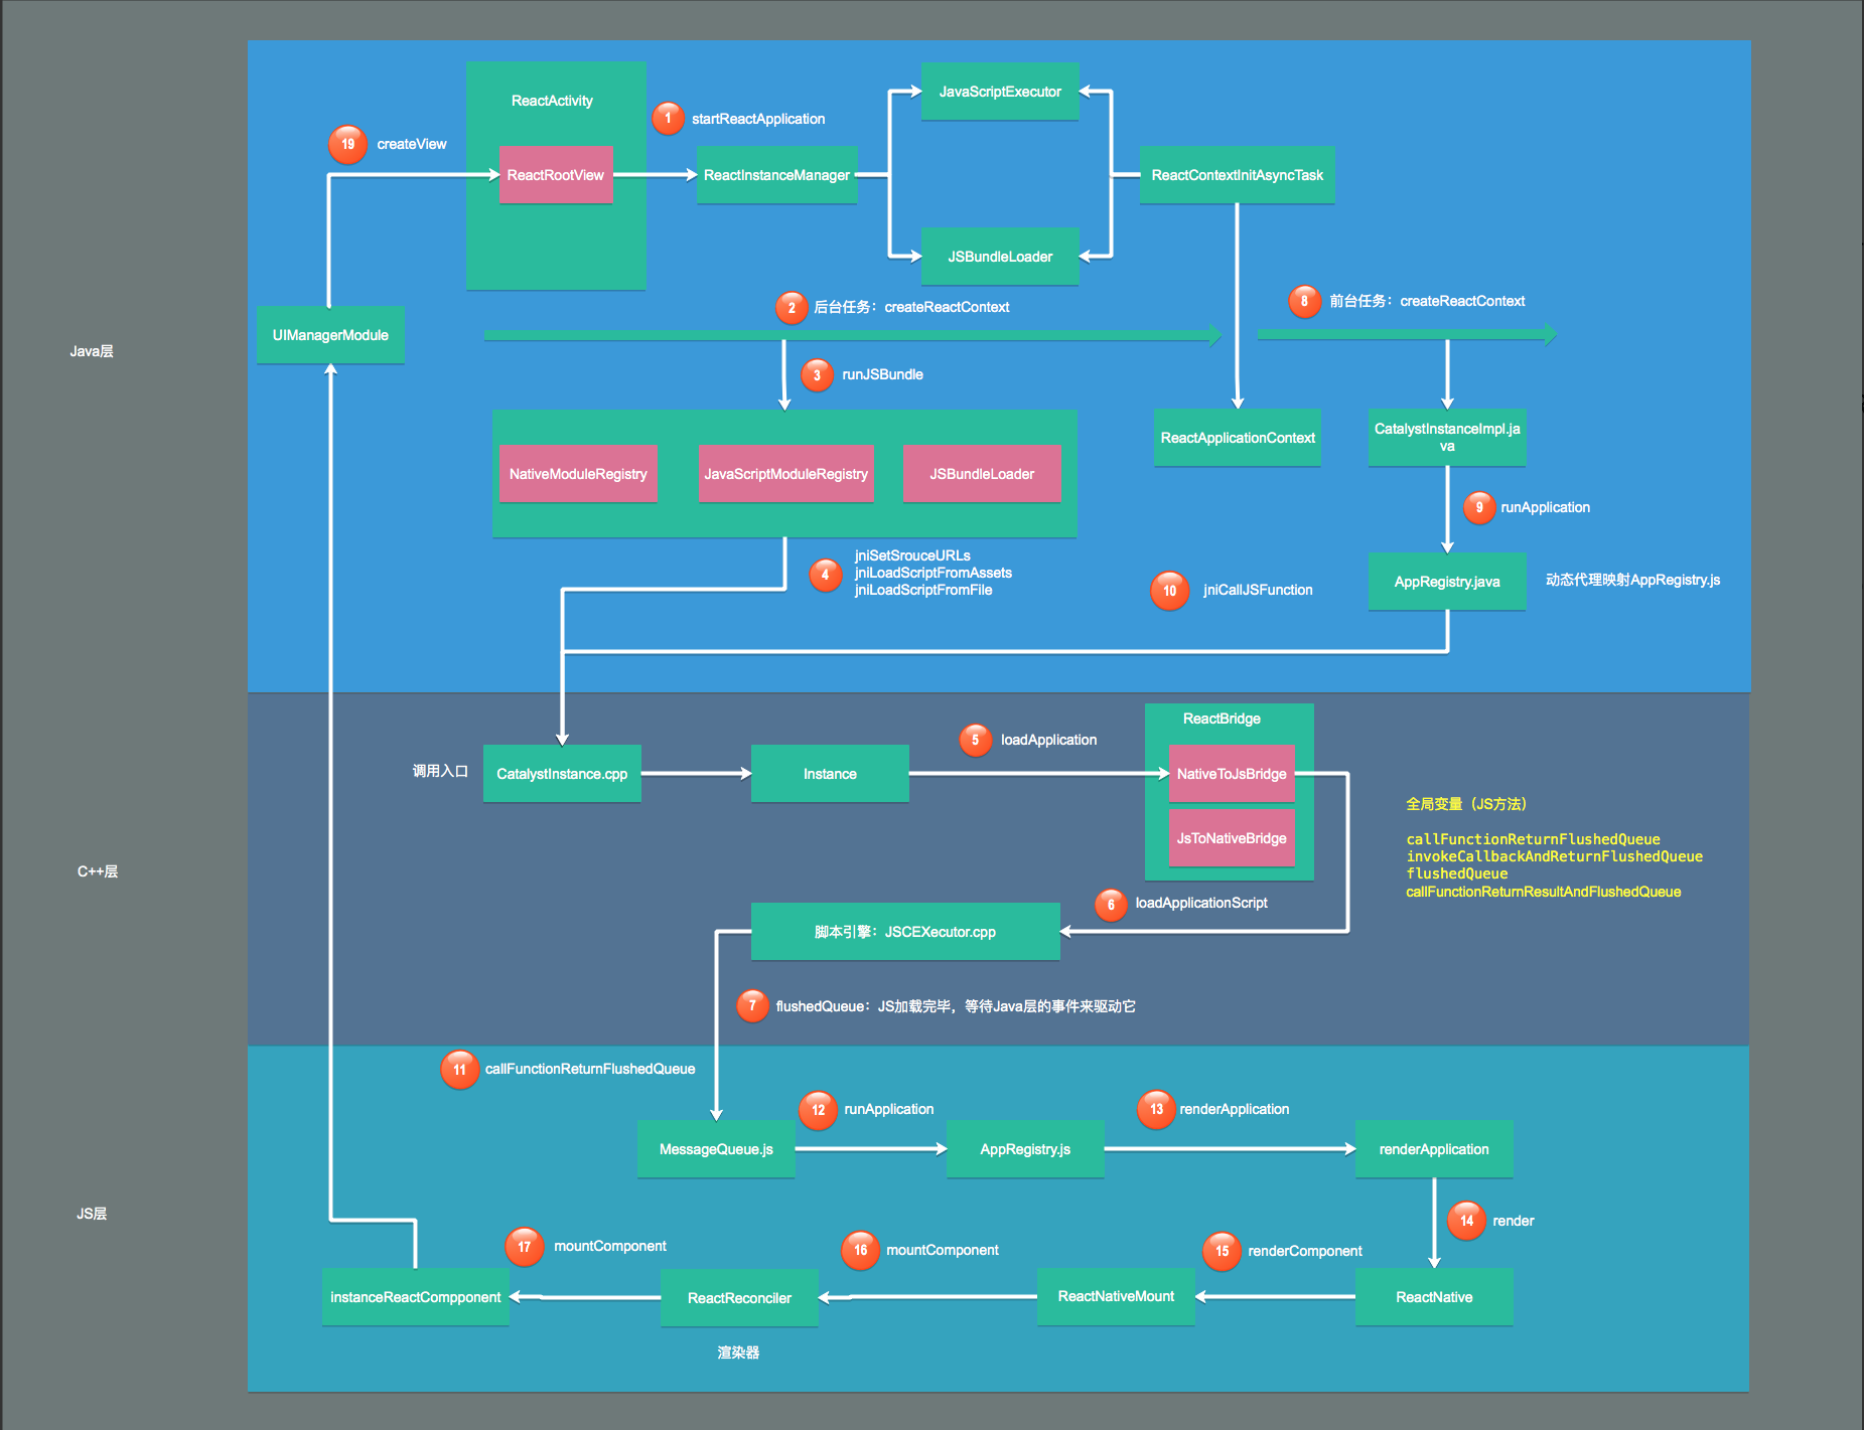 ReactActivity
JavaScriptExecutor
1
startReactApplication
19
createView
ReactRootView
ReactInstanceManager
ReactContextInitAsyncTask
JSBundleLoader
2
后台任务：createReactContext
8
前台任务：createReactContext
UIManagerModule
Java层
3
runJSBundle
ReactApplicationContext
CatalystInstanceImpl.ja
va
NativeModuleRegistry
JavaScriptModuleRegistry
JSBundleLoader
9
runApplication
4
jniSetSrouceURLs
jniLoadScriptFromAssets
jniLoadScriptFromFile
10
jniCallJSFunction
AppRegistry.java
动态代理映射AppRegistry.js
ReactBridge
5
loadApplication
调用入口
CatalystInstance.cpp
Instance
NativeToJsBridge
JsToNativeBridge
全局变量（JS方法）
callFunctionReturnFlushedQueue
invokeCallbackAndReturnFlushedQueue
flushedQueue
callFunctionReturnResultAndFlushedQueue
C++层
6
loadApplicationScript
脚本引擎：JSCEXecutor.cpp
7
flushedQueue：JS加载完毕，等待Java层的事件来驱动它
11
callFunctionReturnFlushedQueue
12
runApplication
13
renderApplication
MessageQueue.js
AppRegistry.js
renderApplication
JS层
14
render
17
mountComponent
16
mountComponent
15
renderComponent
instanceReactCompponent
ReactReconciler
ReactNativeMount
ReactNative
渲染器